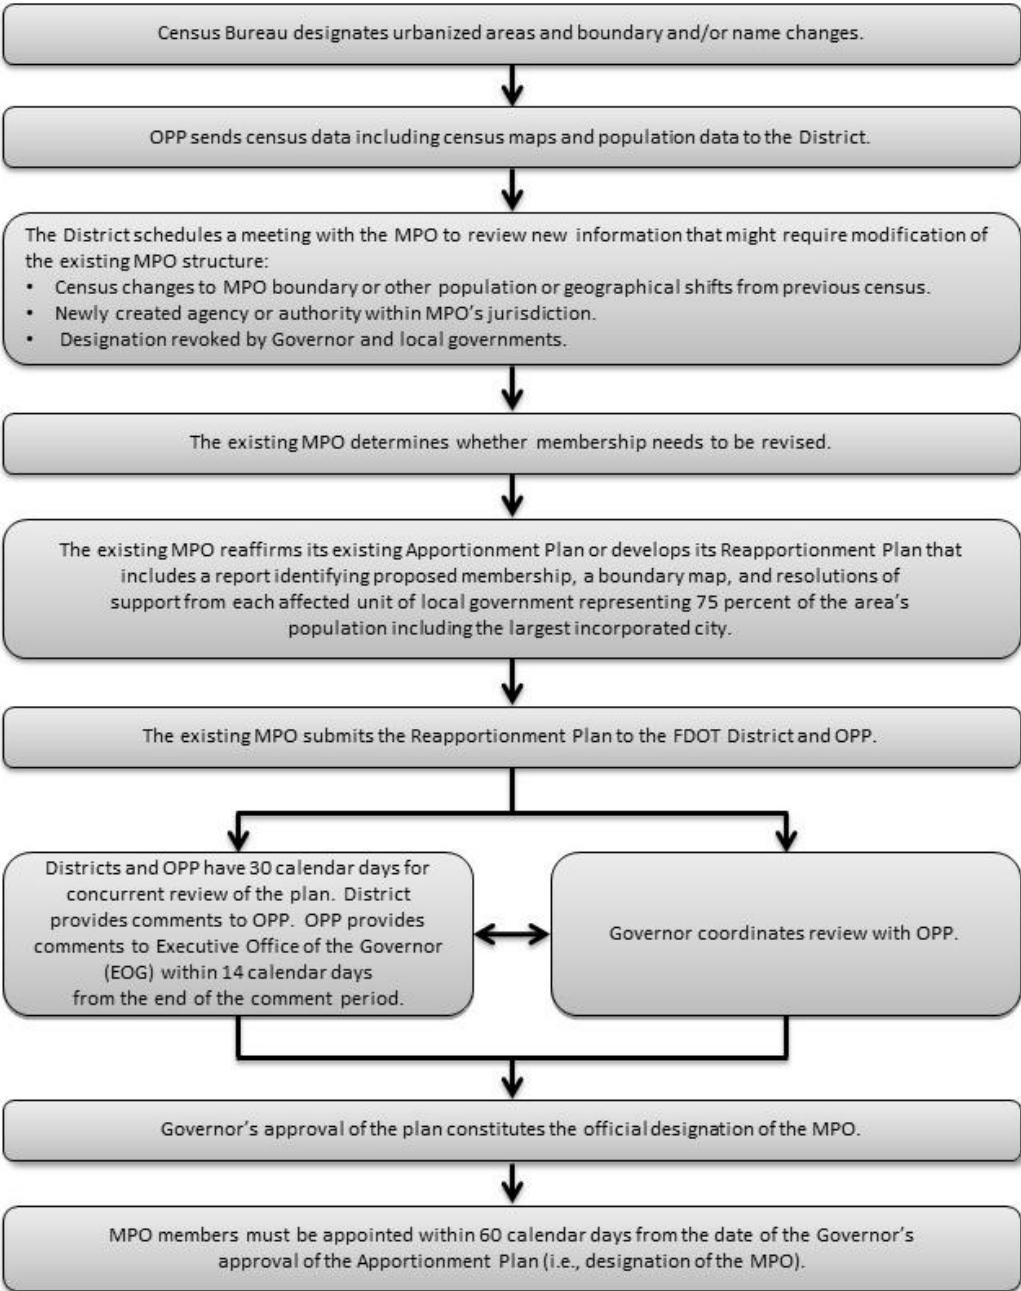 Census Bureau designates urbanized areas and boundary and/or name changes.
OPP sends census data including census maps and population data to the District.
The District schedules a meeting with the MPO to review new information that might require modification of
the existing MPO structure:
• Census changes to MPO boundary or other population or geographical shifts from previous census.
• Newly created agency or authority within MPO's jurisdiction.
• Designation revoked by Governor and local governments.
The existing MPO determines whether membership needs to be revised.
The existing MPO reaffirms its existing Apportionment Plan or develops its Reapportionment Plan that
includes a report identifying proposed membership, a boundary map, and resolutions of
support from each affected unit of local government representing 75 percent of the area's
population including the largest incorporated city.
The existing MPO submits the Reapportionment Plan to the FDOT District and OPP.
Districts and OPP have 30 calendar days for
concurrent review of the plan. District
provides comments to OPP. OPP provides
comments to Executive Office of the Governor
(EOG) within 14 calendar days
from the end of the comment period.
Governor coordinates review with OPP.
Governor's approval of the plan constitutes the official designation of the MPO.
MPO members must be appointed within 60 calendar days from the date of the Governor's
approval of the Apportionment Plan (i.e., designation of the MPO).